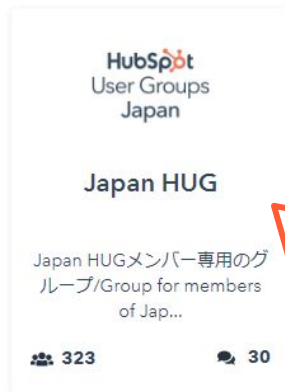 HubSpot
User Groups
Japan
Japan HUG
Japan HUGメンバー専用のグ
ループ/Group for members
of Jap...
323
30